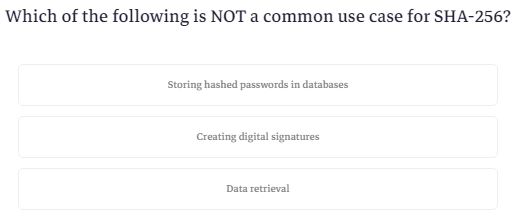 Which of the following is NOT a common use case for SHA-256?
Storing hashed passwords in databases
Creating digital signatures
Data retrieval